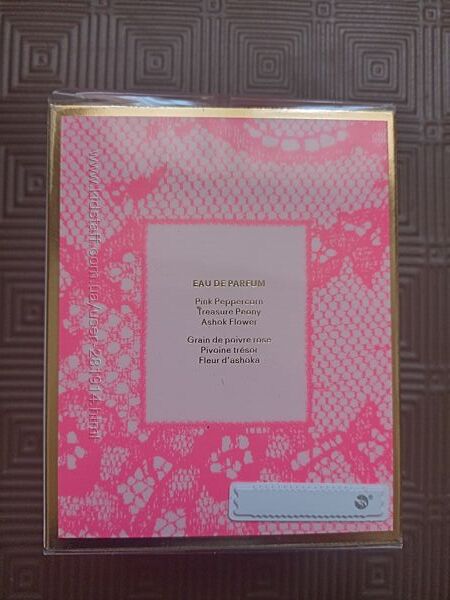 EAU DE PARFUM
Pink Peppercorn
Treasure Peony
Ashok Flower
Grain de poivre rose
Pivoine trésor
Fleur d'ashoka